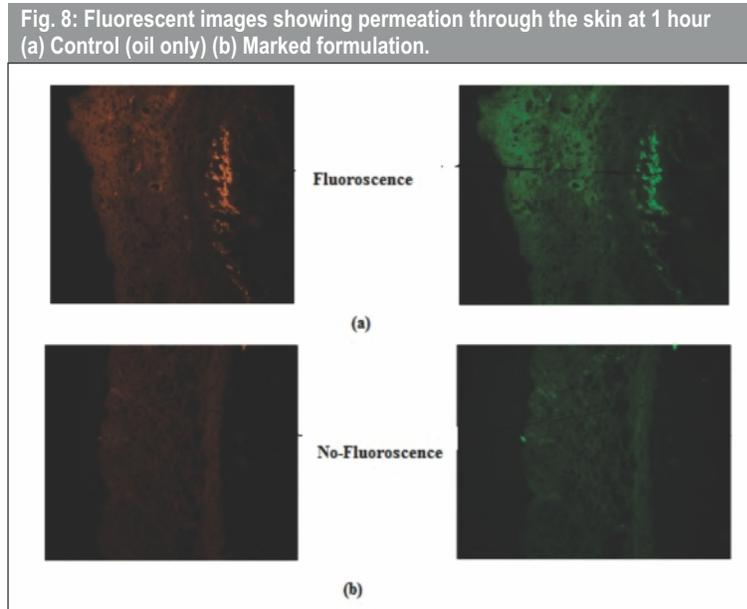 Fig. 8: Fluorescent images showing permeation through the skin at 1 hour
(a) Control (oil only) (b) Marked formulation.
Fluoroscence
(a)
No-Fluoroscence
(b)